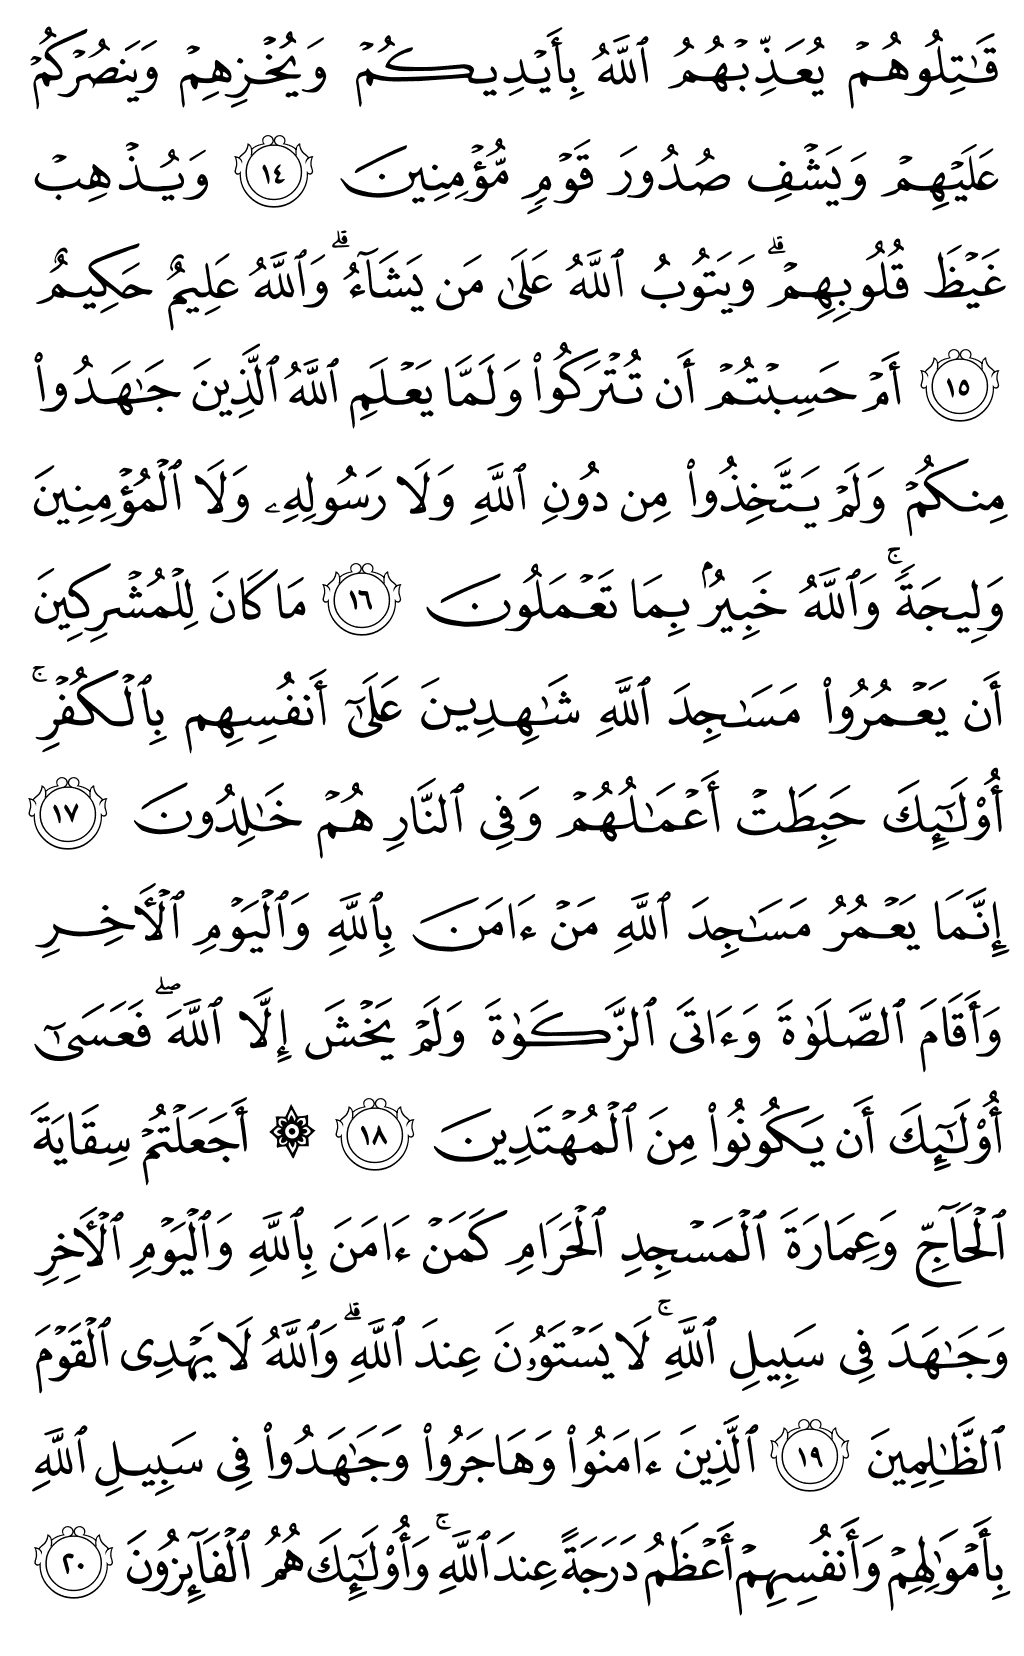 قَٰتِلُوهُمۡ يُعَذِّبۡهُمُ ٱللَّهُ بِأَيۡدِيكُمۡ وَيُخۡزِهِمۡ وَيَنصُرۡكُمۡ
عَلَيۡهِمۡ وَيَشۡفِ صُدُورَ قَوۡمٖ مُّؤۡمِنِينَ ١٤ وَيُذۡهِبۡ
غَيۡظَ قُلُوبِهِمۡۗ وَيَتُوبُ ٱللَّهُ عَلَىٰ مَن يَشَآءُۗ وَٱللَّهُ عَلِيمٌ حَكِيمٌ
١٥ أَمۡ حَسِبۡتُمۡ أَن تُتۡرَكُواْ وَلَمَّا يَعۡلَمِ ٱللَّهُ ٱلَّذِينَ جَٰهَدُواْ
مِنكُمۡ وَلَمۡ يَتَّخِذُواْ مِن دُونِ ٱللَّهِ وَلَا رَسُولِهِۦ وَلَا ٱلۡمُؤۡمِنِينَ
وَلِيجَةٗۚ وَٱللَّهُ خَبِيرُۢ بِمَا تَعۡمَلُونَ ١٦ مَا كَانَ لِلۡمُشۡرِكِينَ
أَن يَعۡمُرُواْ مَسَٰجِدَ ٱللَّهِ شَٰهِدِينَ عَلَىٰٓ أَنفُسِهِم بِٱلۡكُفۡرِۚ
أُوْلَٰٓئِكَ حَبِطَتۡ أَعۡمَٰلُهُمۡ وَفِي ٱلنَّارِ هُمۡ خَٰلِدُونَ ١٧
إِنَّمَا يَعۡمُرُ مَسَٰجِدَ ٱللَّهِ مَنۡ ءَامَنَ بِٱللَّهِ وَٱلۡيَوۡمِ ٱلۡأٓخِرِ
وَأَقَامَ ٱلصَّلَوٰةَ وَءَاتَى ٱلزَّكَوٰةَ وَلَمۡ يَخۡشَ إِلَّا ٱللَّهَۖ فَعَسَىٰٓ
أُوْلَٰٓئِكَ أَن يَكُونُواْ مِنَ ٱلۡمُهۡتَدِينَ ١٨ ۞ أَجَعَلۡتُمۡ سِقَايَةَ
ٱلۡحَآجِّ وَعِمَارَةَ ٱلۡمَسۡجِدِ ٱلۡحَرَامِ كَمَنۡ ءَامَنَ بِٱللَّهِ وَٱلۡيَوۡمِ ٱلۡأٓخِرِ
وَجَٰهَدَ فِي سَبِيلِ ٱللَّهِۚ لَا يَسۡتَوُۥنَ عِندَ ٱللَّهِۗ وَٱللَّهُ لَا يَهۡدِي ٱلۡقَوۡمَ
ٱلظَّٰلِمِينَ ١٩ ٱلَّذِينَ ءَامَنُواْ وَهَاجَرُواْ وَجَٰهَدُواْ فِي سَبِيلِ ٱللَّهِ
بِأَمۡوَٰلِهِمۡ وَأَنفُسِهِمۡ أَعۡظَمُ دَرَجَةً عِندَ ٱللَّهِۚ وَأُوْلَٰٓئِكَ هُمُ ٱلۡفَآئِزُونَ ٢٠